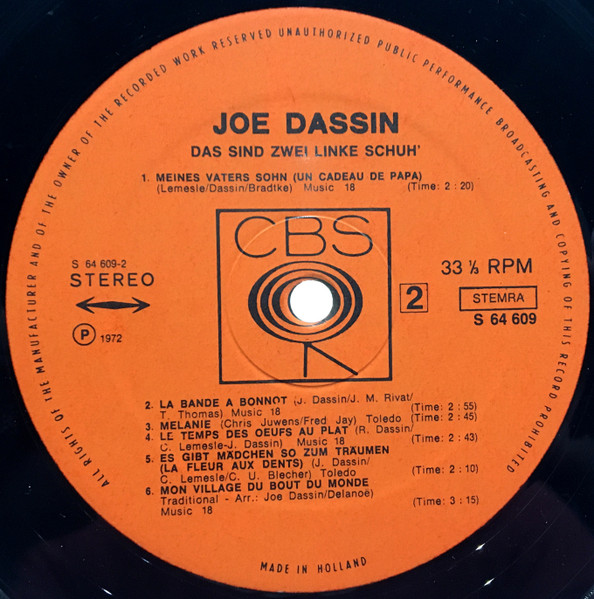 ALL RIGHTS OF THE MANUFACTURER AND OF THE OWNER OF THE RECORDED WORK RESERVED UNAUTHORIZED PUBLIC PERFORMANCE BROADCASTING AND COPYING OF THIS RECORD PROHIBITED
JOE DASSIN
DAS SIND ZWEI LINKE SCHUH'
1. MEINES VATERS SOHN (UN CADEAU DE PAPA)
(Lemesle/Dassin/Bradtke) Music 18 (Time: 2 : 20)
CBS
S 64 609-2
STEREO
P 1972
33 ⅓ RPM
2 STEMRA
S 64 609
2. LA BANDE A BONNOT (J. Dassin/J. M. Rivat/
T. Thomas) Music 18 (Time: 2 : 55)
3. MELANIE (Chris Juwens/Fred Jay) Toledo (Time: 2 : 45)
4. LE TEMPS DES OEUFS AU PLAT (R. Dassin/
C. Lemesle-J. Dassin) Music 18 (Time: 2 : 43)
5. ES GIBT MÄDCHEN SO ZUM TRÄUMEN
(LA FLEUR AUX DENTS) (J. Dassin/
C. Lemesle/C. U. Blecher) Toledo (Time: 2 : 10)
6. MON VILLAGE DU BOUT DU MONDE
Traditional - Arr.: Joe Dassin/Delanoë)
Music 18 (Time: 3 : 15)
MADE IN HOLLAND